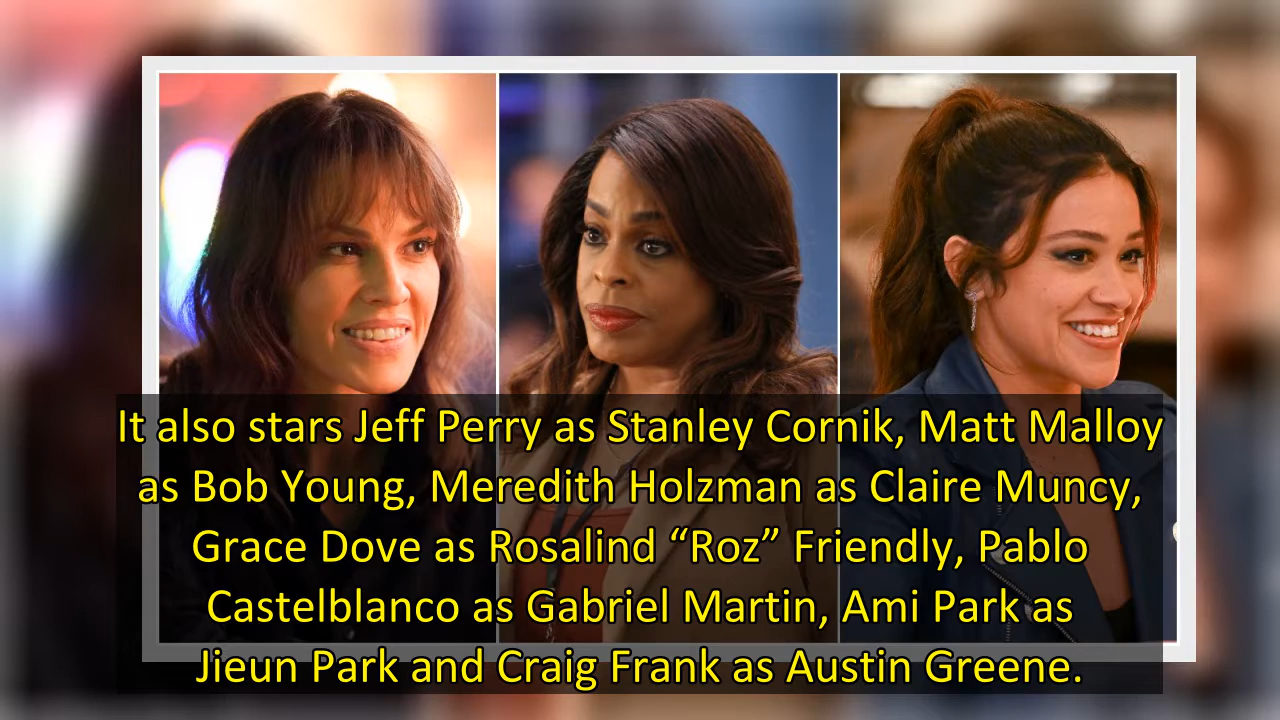 It also stars Jeff Perry as Stanley Cornik, Matt Malloy
as Bob Young, Meredith Holzman as Claire Muncy,
Grace Dove as Rosalind “Roz” Friendly, Pablo
Castelblanco as Gabriel Martin, Ami Park as
Jieun Park and Craig Frank as Austin Greene.